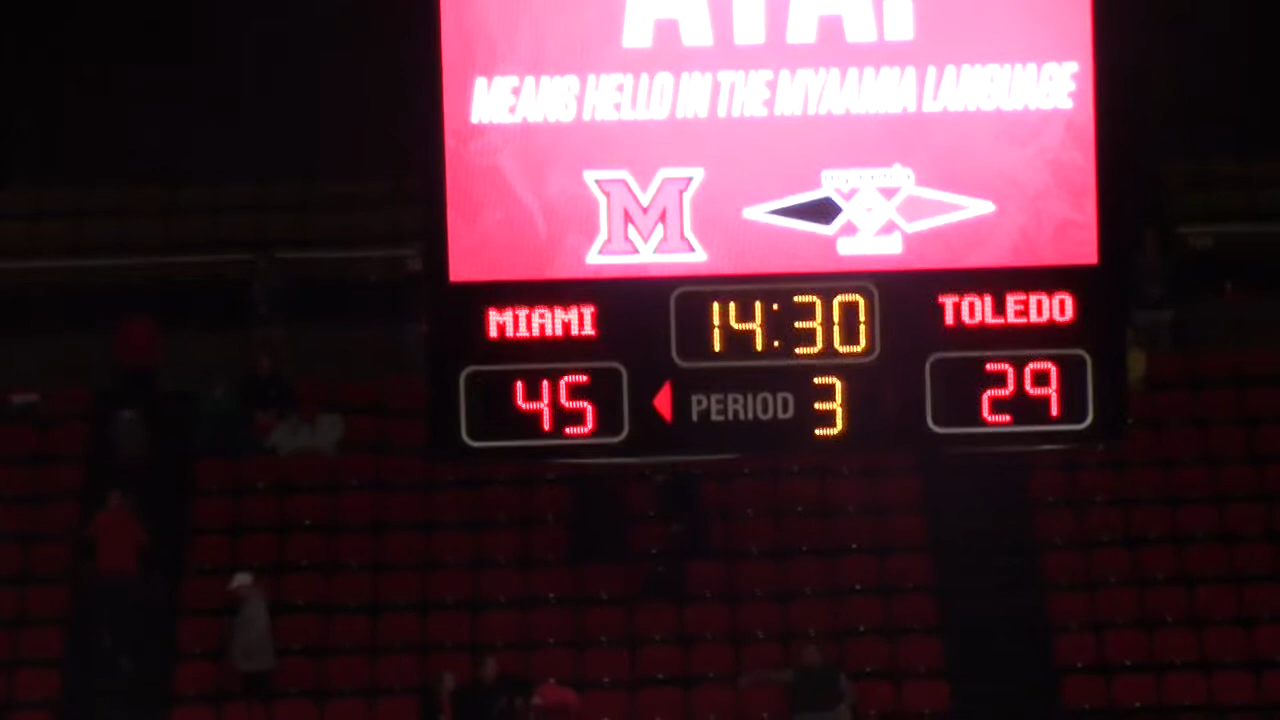 MEANS HELLO IN THE MYAAMIA LANGUAGE
M
MIAMI 14:30 TOLEDO
45 PERIOD 3 29